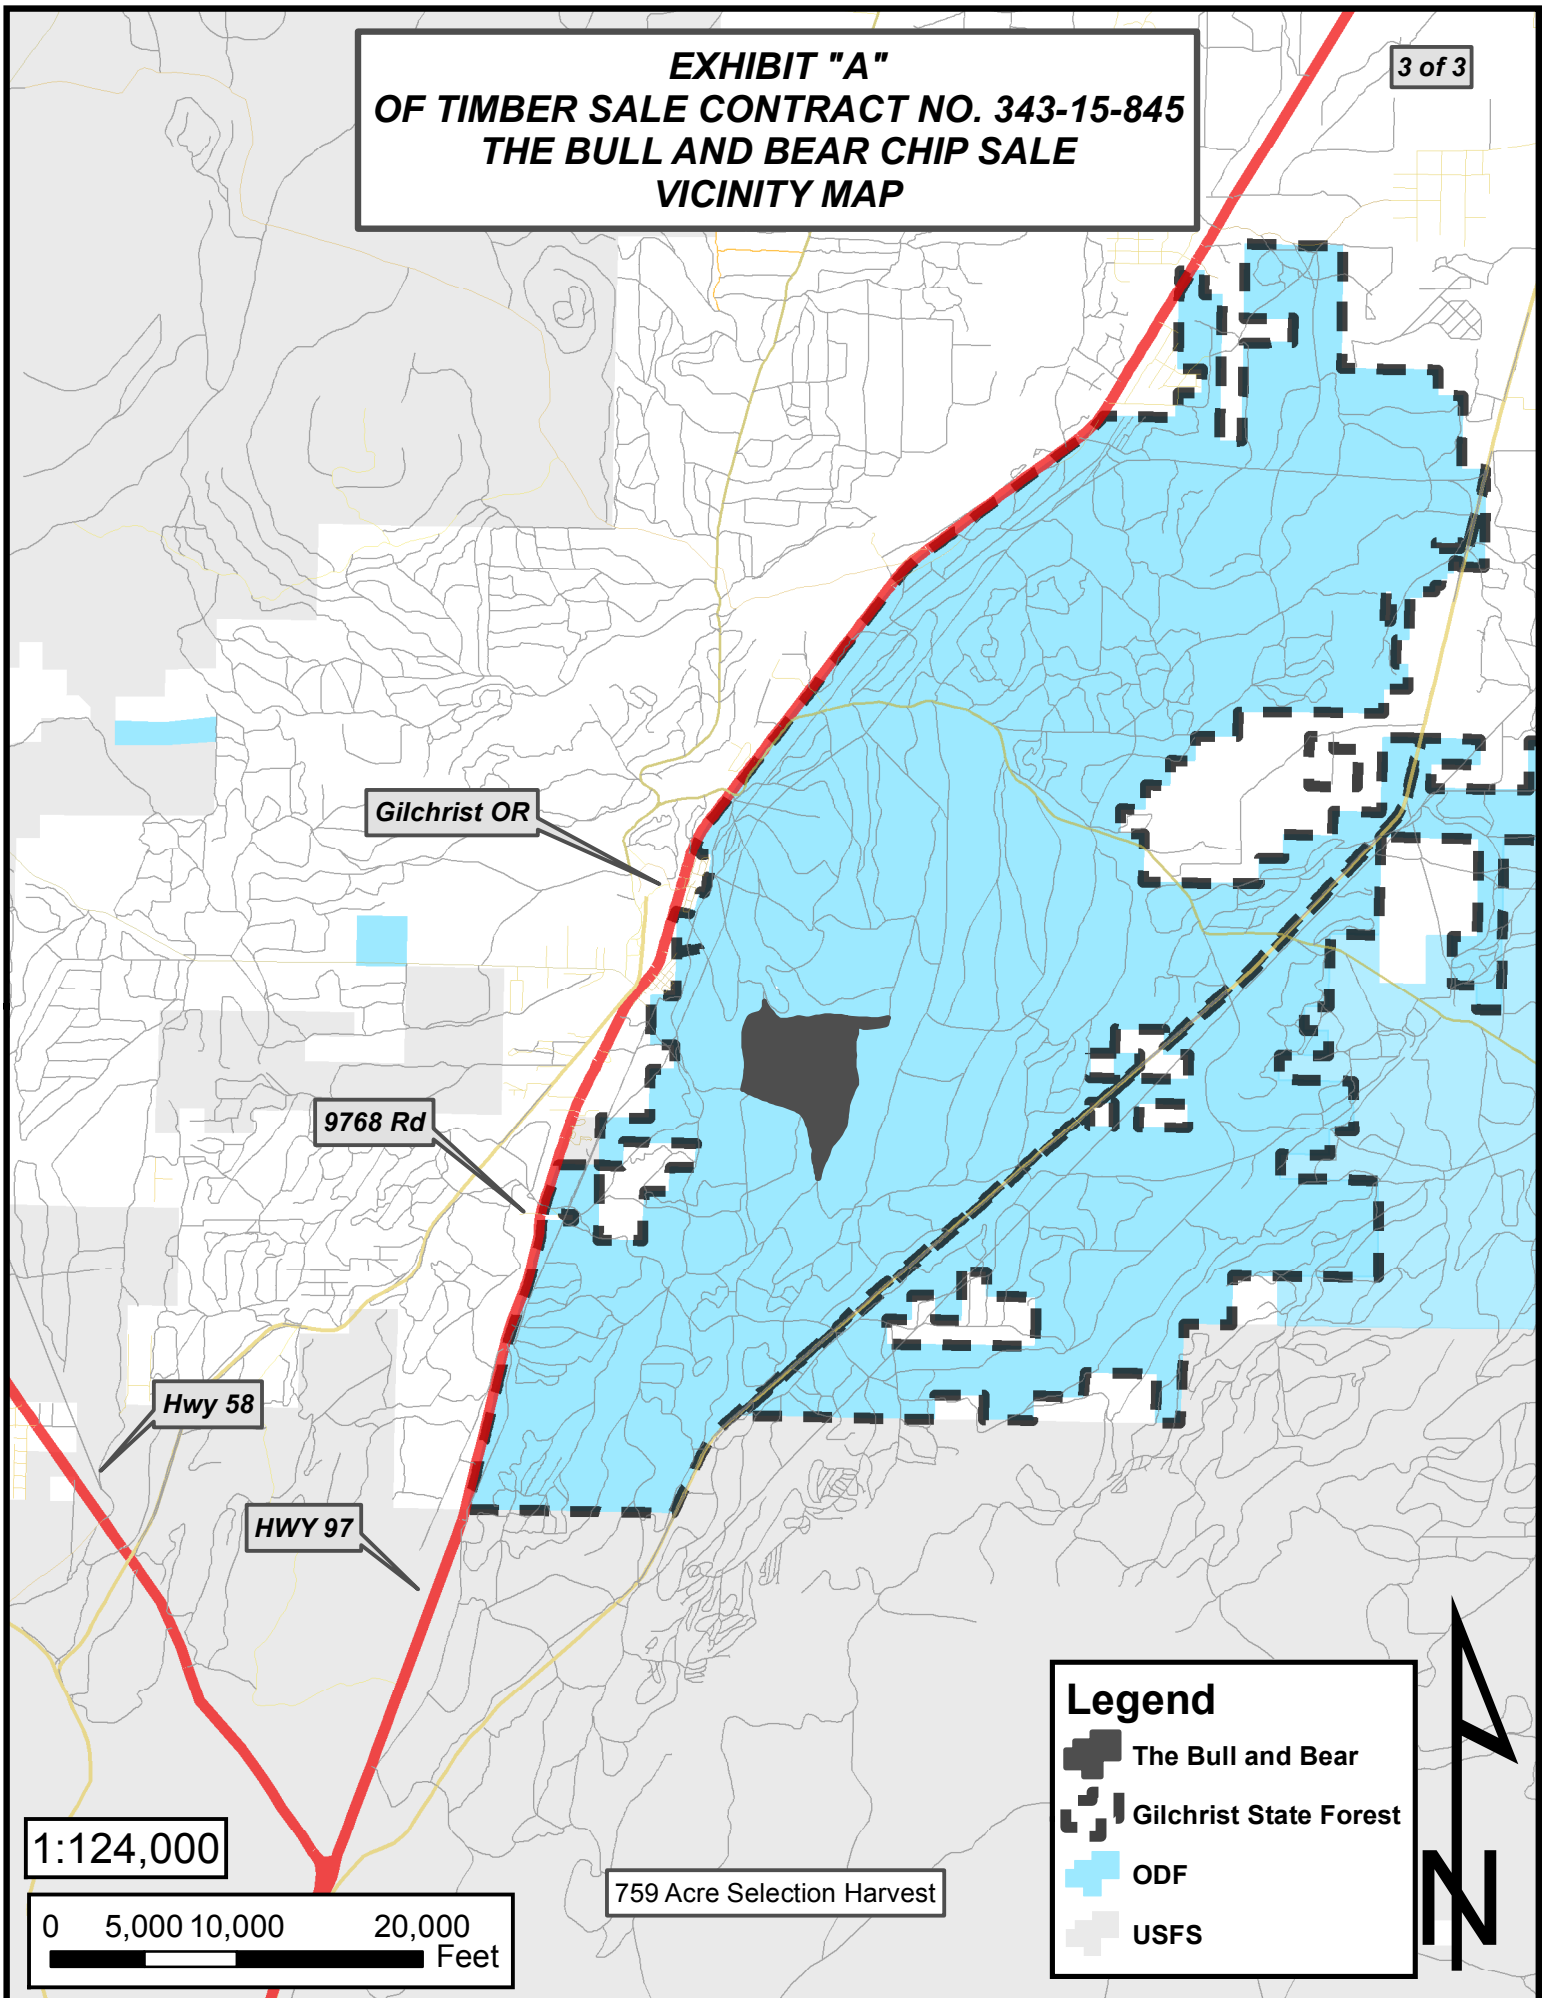 EXHIBIT "A"
OF TIMBER SALE CONTRACT NO. 343-15-845
THE BULL AND BEAR CHIP SALE
VICINITY MAP
3 of 3
Gilchrist OR
9768 Rd
Hwy 58
HWY 97
Legend
The Bull and Bear
Gilchrist State Forest
ODF
USFS
N
1:124,000
759 Acre Selection Harvest
0 5,000 10,000 20,000
Feet